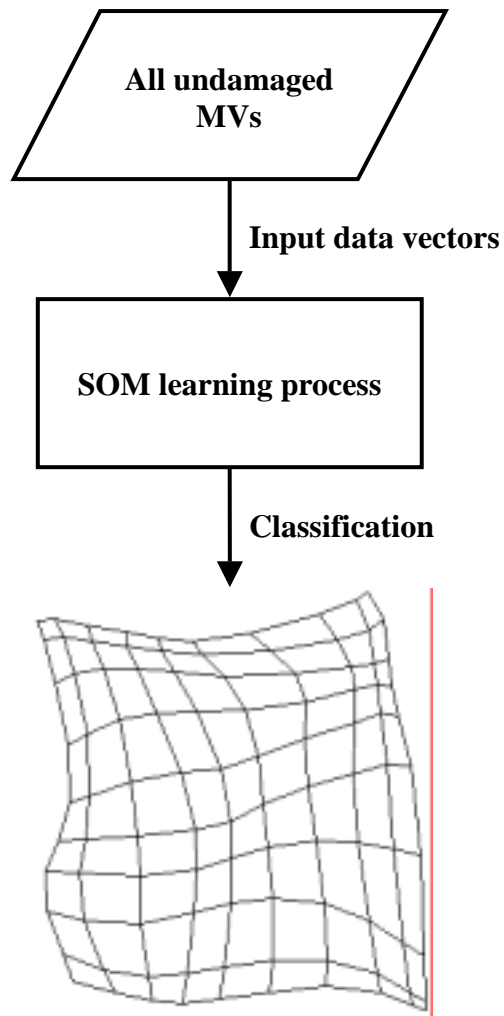 All undamaged
MVs
Input data vectors
SOM learning process
Classification